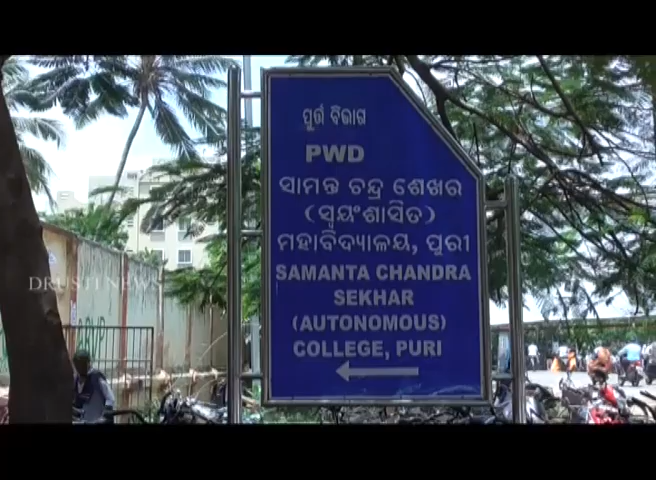 ପୂର୍ତ୍ତ ବିଭାଗ
PWD
ସାମନ୍ତ ଚନ୍ଦ୍ର ଶେଖର
(ସ୍ୱୟଂଶାସିତ)
ମହାବିଦ୍ୟାଳୟ, ପୁରୀ
SAMANTA CHANDRA
SEKHAR
(AUTONOMOUS)
COLLEGE, PURI
DRUSTI NEWS